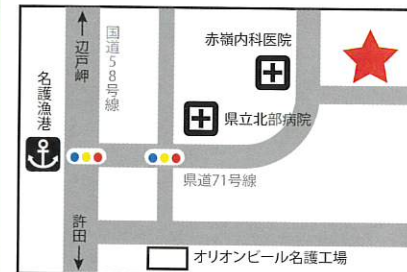 辺戸岬
国道58号線
赤嶺内科医院
名護漁港
県立北部病院
県道71号線
許田
オリオンビール名護工場